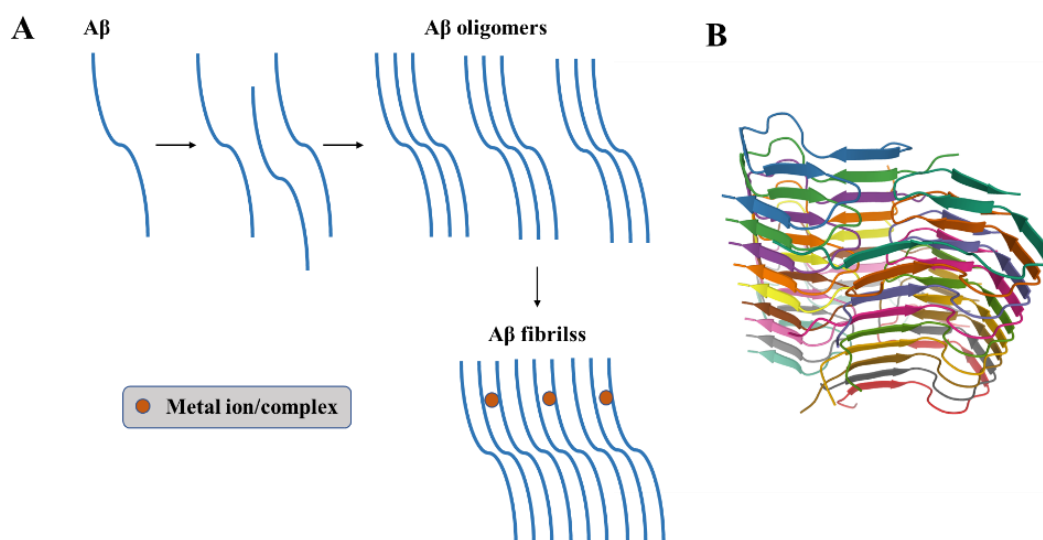 A
Aβ
Aβ oligomers
B
Aβ fibrilss
Metal ion/complex